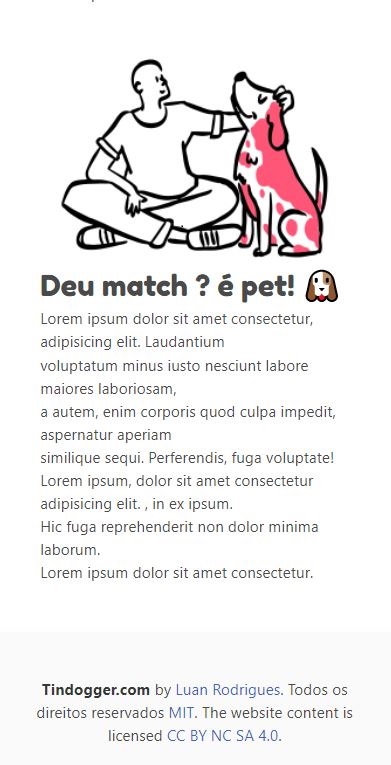 Deu match ? é pet!
Lorem ipsum dolor sit amet consectetur,
adipisicing elit. Laudantium
voluptatum minus iusto nesciunt labore
maiores laboriosam,
a autem, enim corporis quod culpa impedit,
aspernatur aperiam
similique sequi. Perferendis, fuga voluptate!
Lorem ipsum, dolor sit amet consectetur
adipisicing elit. , in ex ipsum.
Hic fuga reprehenderit non dolor minima
laborum.
Lorem ipsum dolor sit amet consectetur.
Tindogger.com by Luan Rodrigues. Todos os
direitos reservados MIT. The website content is
licensed CC BY NC SA 4.0.